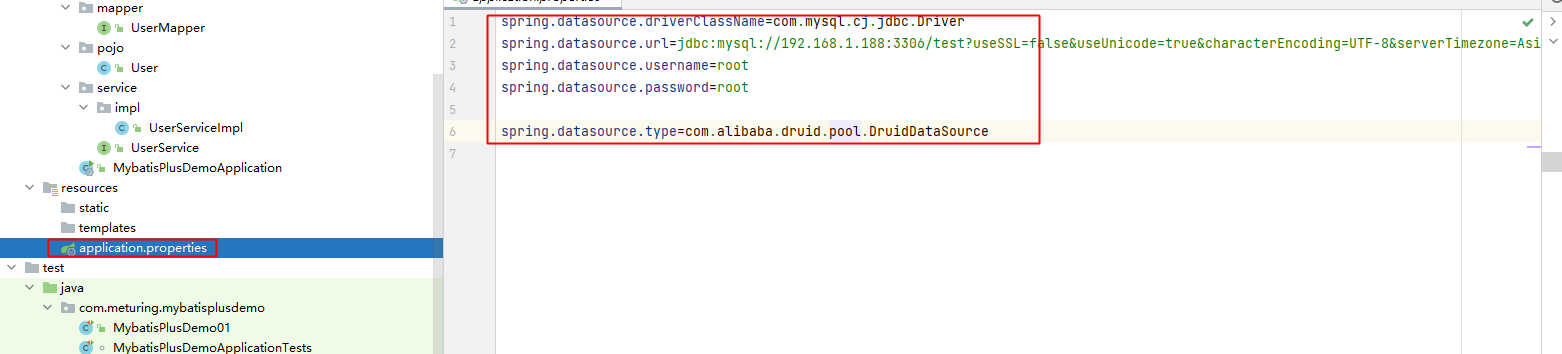 mapper
UserMapper
pojo
User
service
impl
UserServiceImpl
UserService
MybatisPlusDemoApplication
resources
static
templates
application.properties
test
java
com.meturing.mybatisplusdemo
MybatisPlusDemo01
MybatisPlusDemoApplicationTests
1 spring.datasource.driverClassName=com.mysql.cj.jdbc.Driver
2 spring.datasource.url=jdbc:mysql://192.168.1.188:3306/test?useSSL=false&useUnicode=true&characterEncoding=UTF-8&serverTimezone=Asi
3 spring.datasource.username=root
4 spring.datasource.password=root
5
6 spring.datasource.type=com.alibaba.druid.pool.DruidDataSource
7